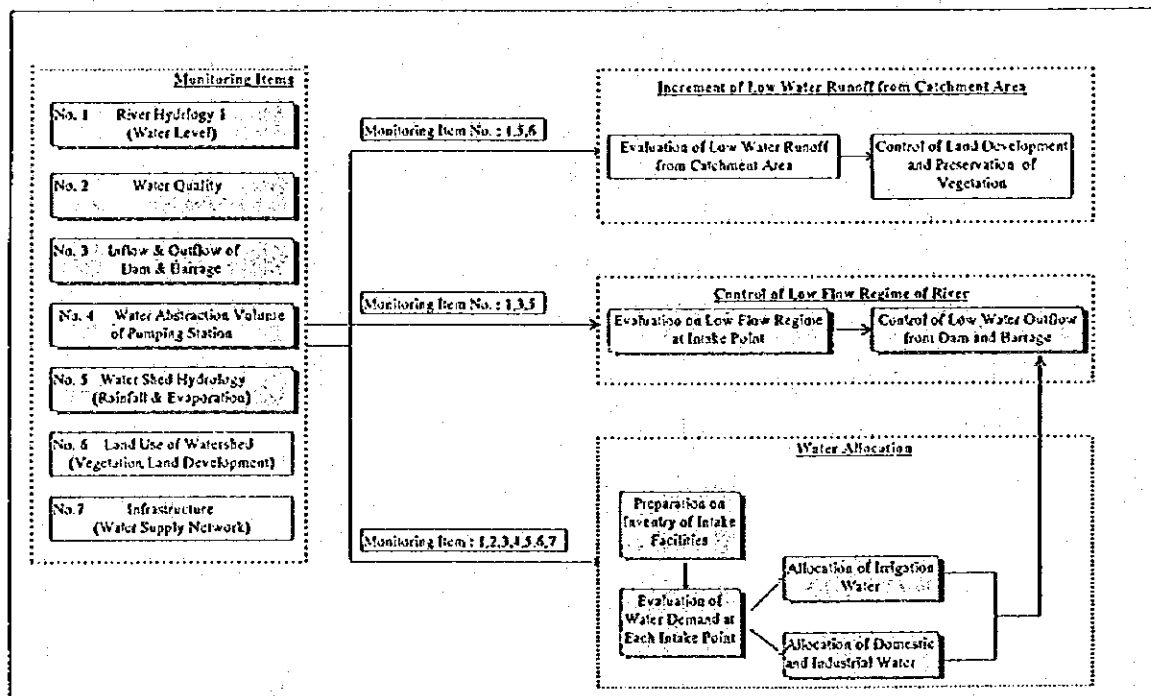 Monitoring Items
No. 1 River Hydrlogy 1
(Water Level)
No. 2 Water Quality
No. 3 Inflow & Outflow of
Dam & Barrage
No. 4 Water Abstraction Volume
of Pumping Station
No. 5 Water Shed Hydrology
(Rainfall & Evaporation)
No. 6 Land Use of Watershed
(Vegetation, Land Development)
No.7 Infrastructure
(Water Supply Network)
Monitoring Item No. : 1,5,6
Increment of Low Water Runoff from Catchment Area
Evaluation of Low Water Runoff
from Catchment Area
Control of Land Development
and Preservation of
Vegetation
Monitoring Item No. : 1,3,5
Control of Low Flow Regime of River
Evaluation on Low Flow Regime
at Intake Point
Control of Low Water Outflow
from Dam and Barrage
Monitoring Item : 1,2,3,4,5,6,7
Water Allocation
Preparation on
Inventry of Intake
Facilities
Evaluation of
Water Demand at
Each Intake Point
Allocation of Irrigation
Water
Allocation of Domestic
and Industrial Water